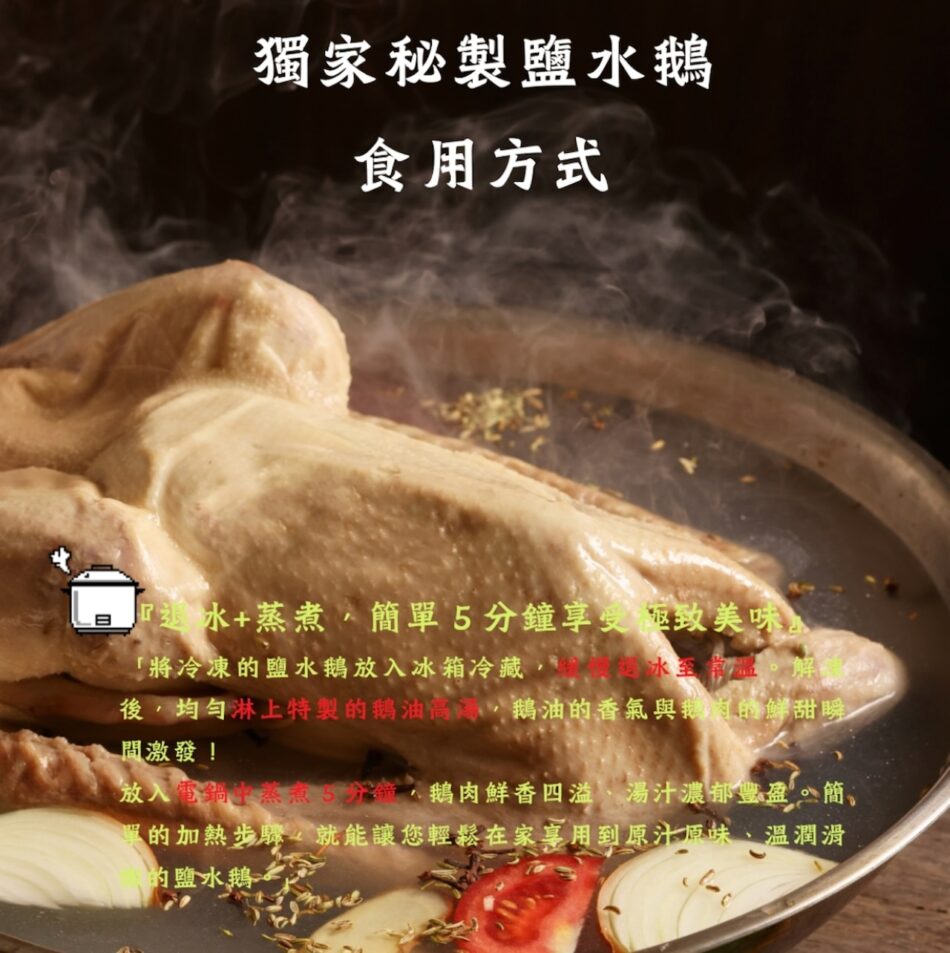 獨家秘製鹽水鵝
食用方式
『退冰+蒸煮，簡單5分鐘享受極致美味』
「將冷凍的鹽水鵝放入冰箱冷藏，緩慢退冰至常溫。解凍
後，均勻淋上特製的鵝油高湯，鵝油的香氣與鵝肉的鮮甜瞬
間激發！
放入電鍋中蒸煮5分鐘，鵝肉鮮香四溢、湯汁濃郁豐盈。簡
單的加熱步驟，就能讓您輕鬆在家享用到原汁原味、溫潤滑
的鹽水鵝。」